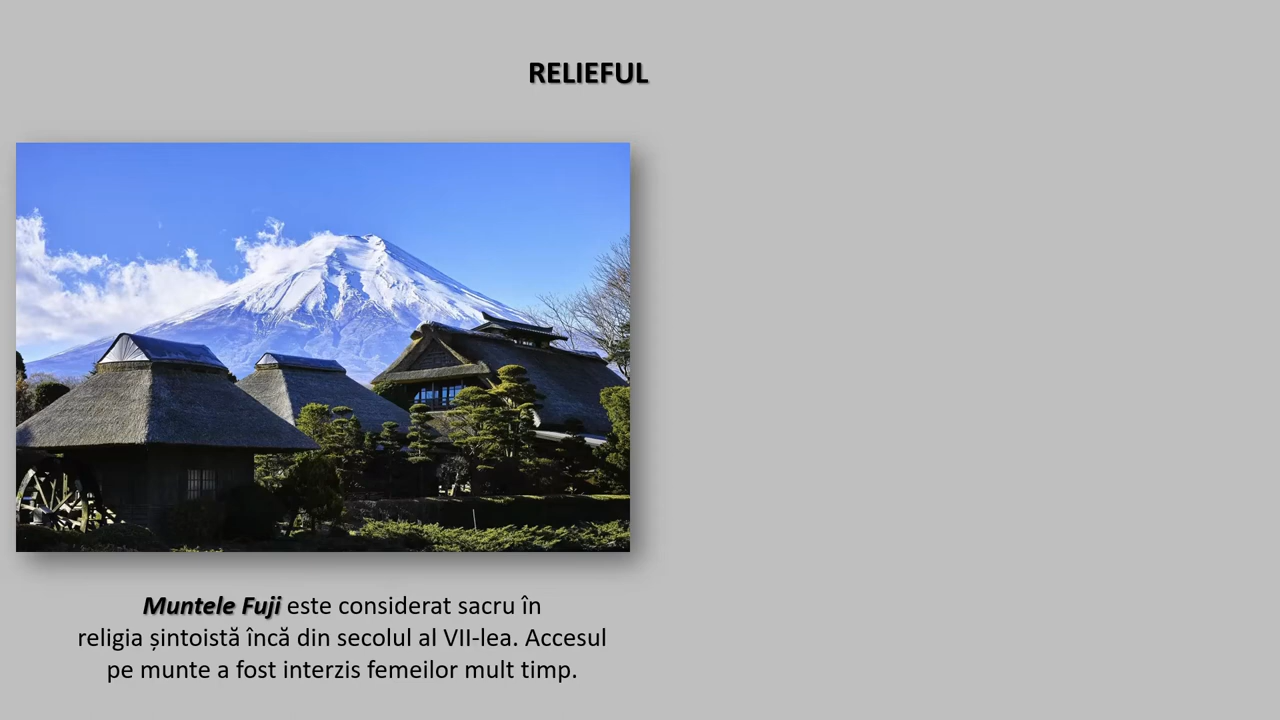 RELIEFUL
Muntele Fuji este considerat sacru în
religia șintoistă încă din secolul al VII-lea. Accesul
pe munte a fost interzis femeilor mult timp.